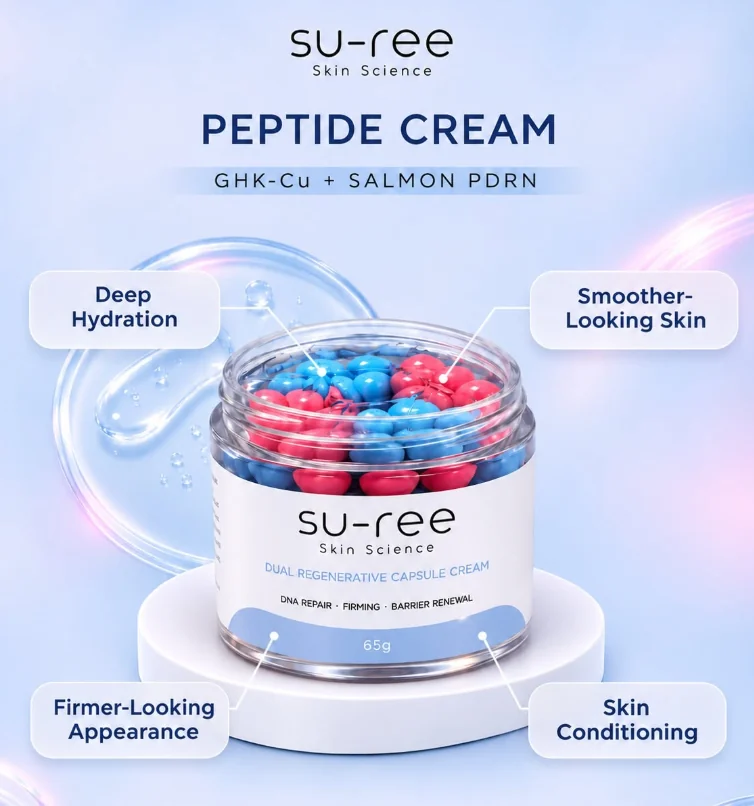 su-ree
Skin Science
PEPTIDE CREAM
GHK-Cu + SALMON PDRN
Deep
Hydration
Smoother-
Looking Skin
su-ree
Skin Science
DUAL REGENERATIVE CAPSULE CREAM
DNA REPAIR · FIRMING · BARRIER RENEWAL
65g
Firmer-Looking
Appearance
Skin
Conditioning